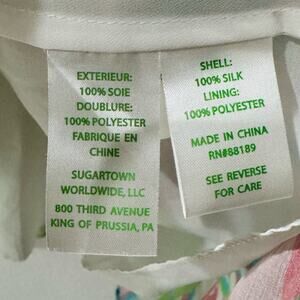 EXTERIEUR:
100% SOIE
DOUBLURE:
100% POLYESTER
FABRIQUE EN
CHINE
SUGARTOWN
WORLDWIDE, LLC
800 THIRD AVENUE
KING OF PRUSSIA, PA
SHELL:
100% SILK
LINING:
100% POLYESTER
MADE IN CHINA
RN#88189
SEE REVERSE
FOR CARE